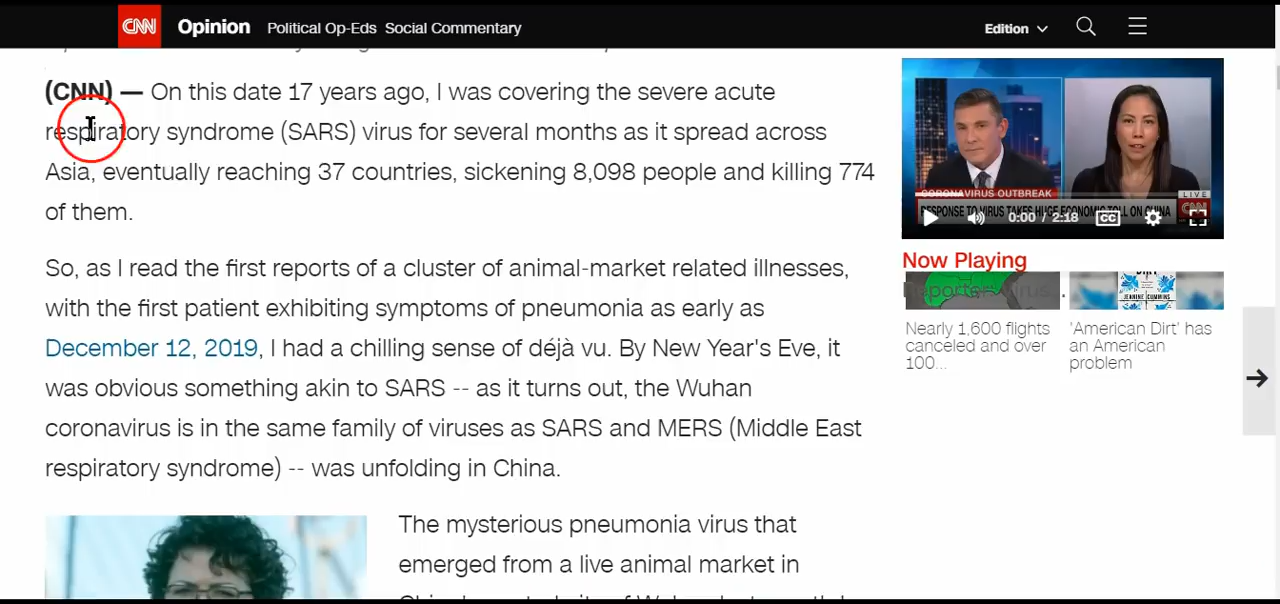 CNN Opinion Political Op-Eds Social Commentary Edition
(CNN) — On this date 17 years ago, I was covering the severe acute
respiratory syndrome (SARS) virus for several months as it spread across
Asia, eventually reaching 37 countries, sickening 8,098 people and killing 774
of them.
So, as I read the first reports of a cluster of animal-market related illnesses,
with the first patient exhibiting symptoms of pneumonia as early as
December 12, 2019, I had a chilling sense of déjà vu. By New Year's Eve, it
was obvious something akin to SARS -- as it turns out, the Wuhan
coronavirus is in the same family of viruses as SARS and MERS (Middle East
respiratory syndrome) -- was unfolding in China.
The mysterious pneumonia virus that
emerged from a live animal market in
CORONAVIRUS OUTBREAK
LIVE
RESPONSE TO VIRUS TAKES HUGE ECONOMIC TOLL ON CHINA
CNN
0:00 / 2:18 CC
Now Playing
Reporter: Virus...
JEANINE CUMMINS
Nearly 1,600 flights
canceled and over
100...
'American Dirt' has
an American
problem